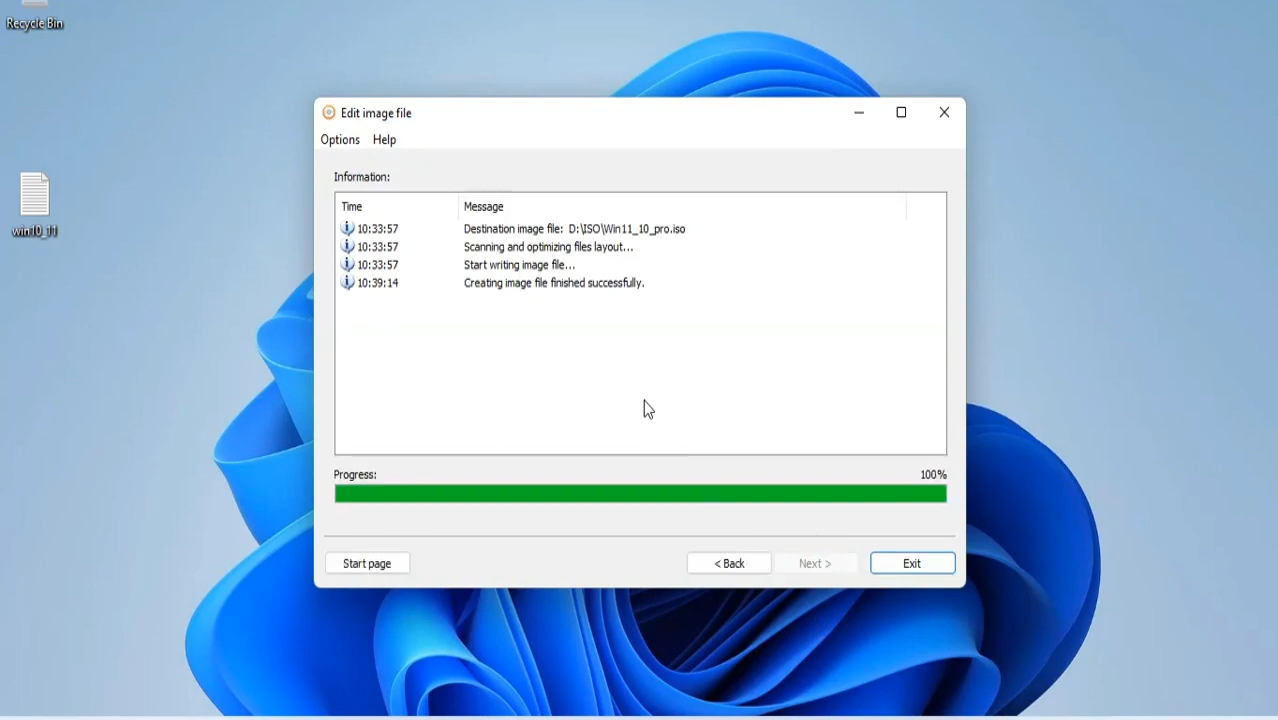 Recycle Bin
win10_11
Edit image file
Options Help
Information:
Time Message
10:33:57 Destination image file: D:\ISO\Win11_10_pro.iso
10:33:57 Scanning and optimizing files layout...
10:33:57 Start writing image file...
10:39:14 Creating image file finished successfully.
Progress: 100%
Start page < Back Next > Exit